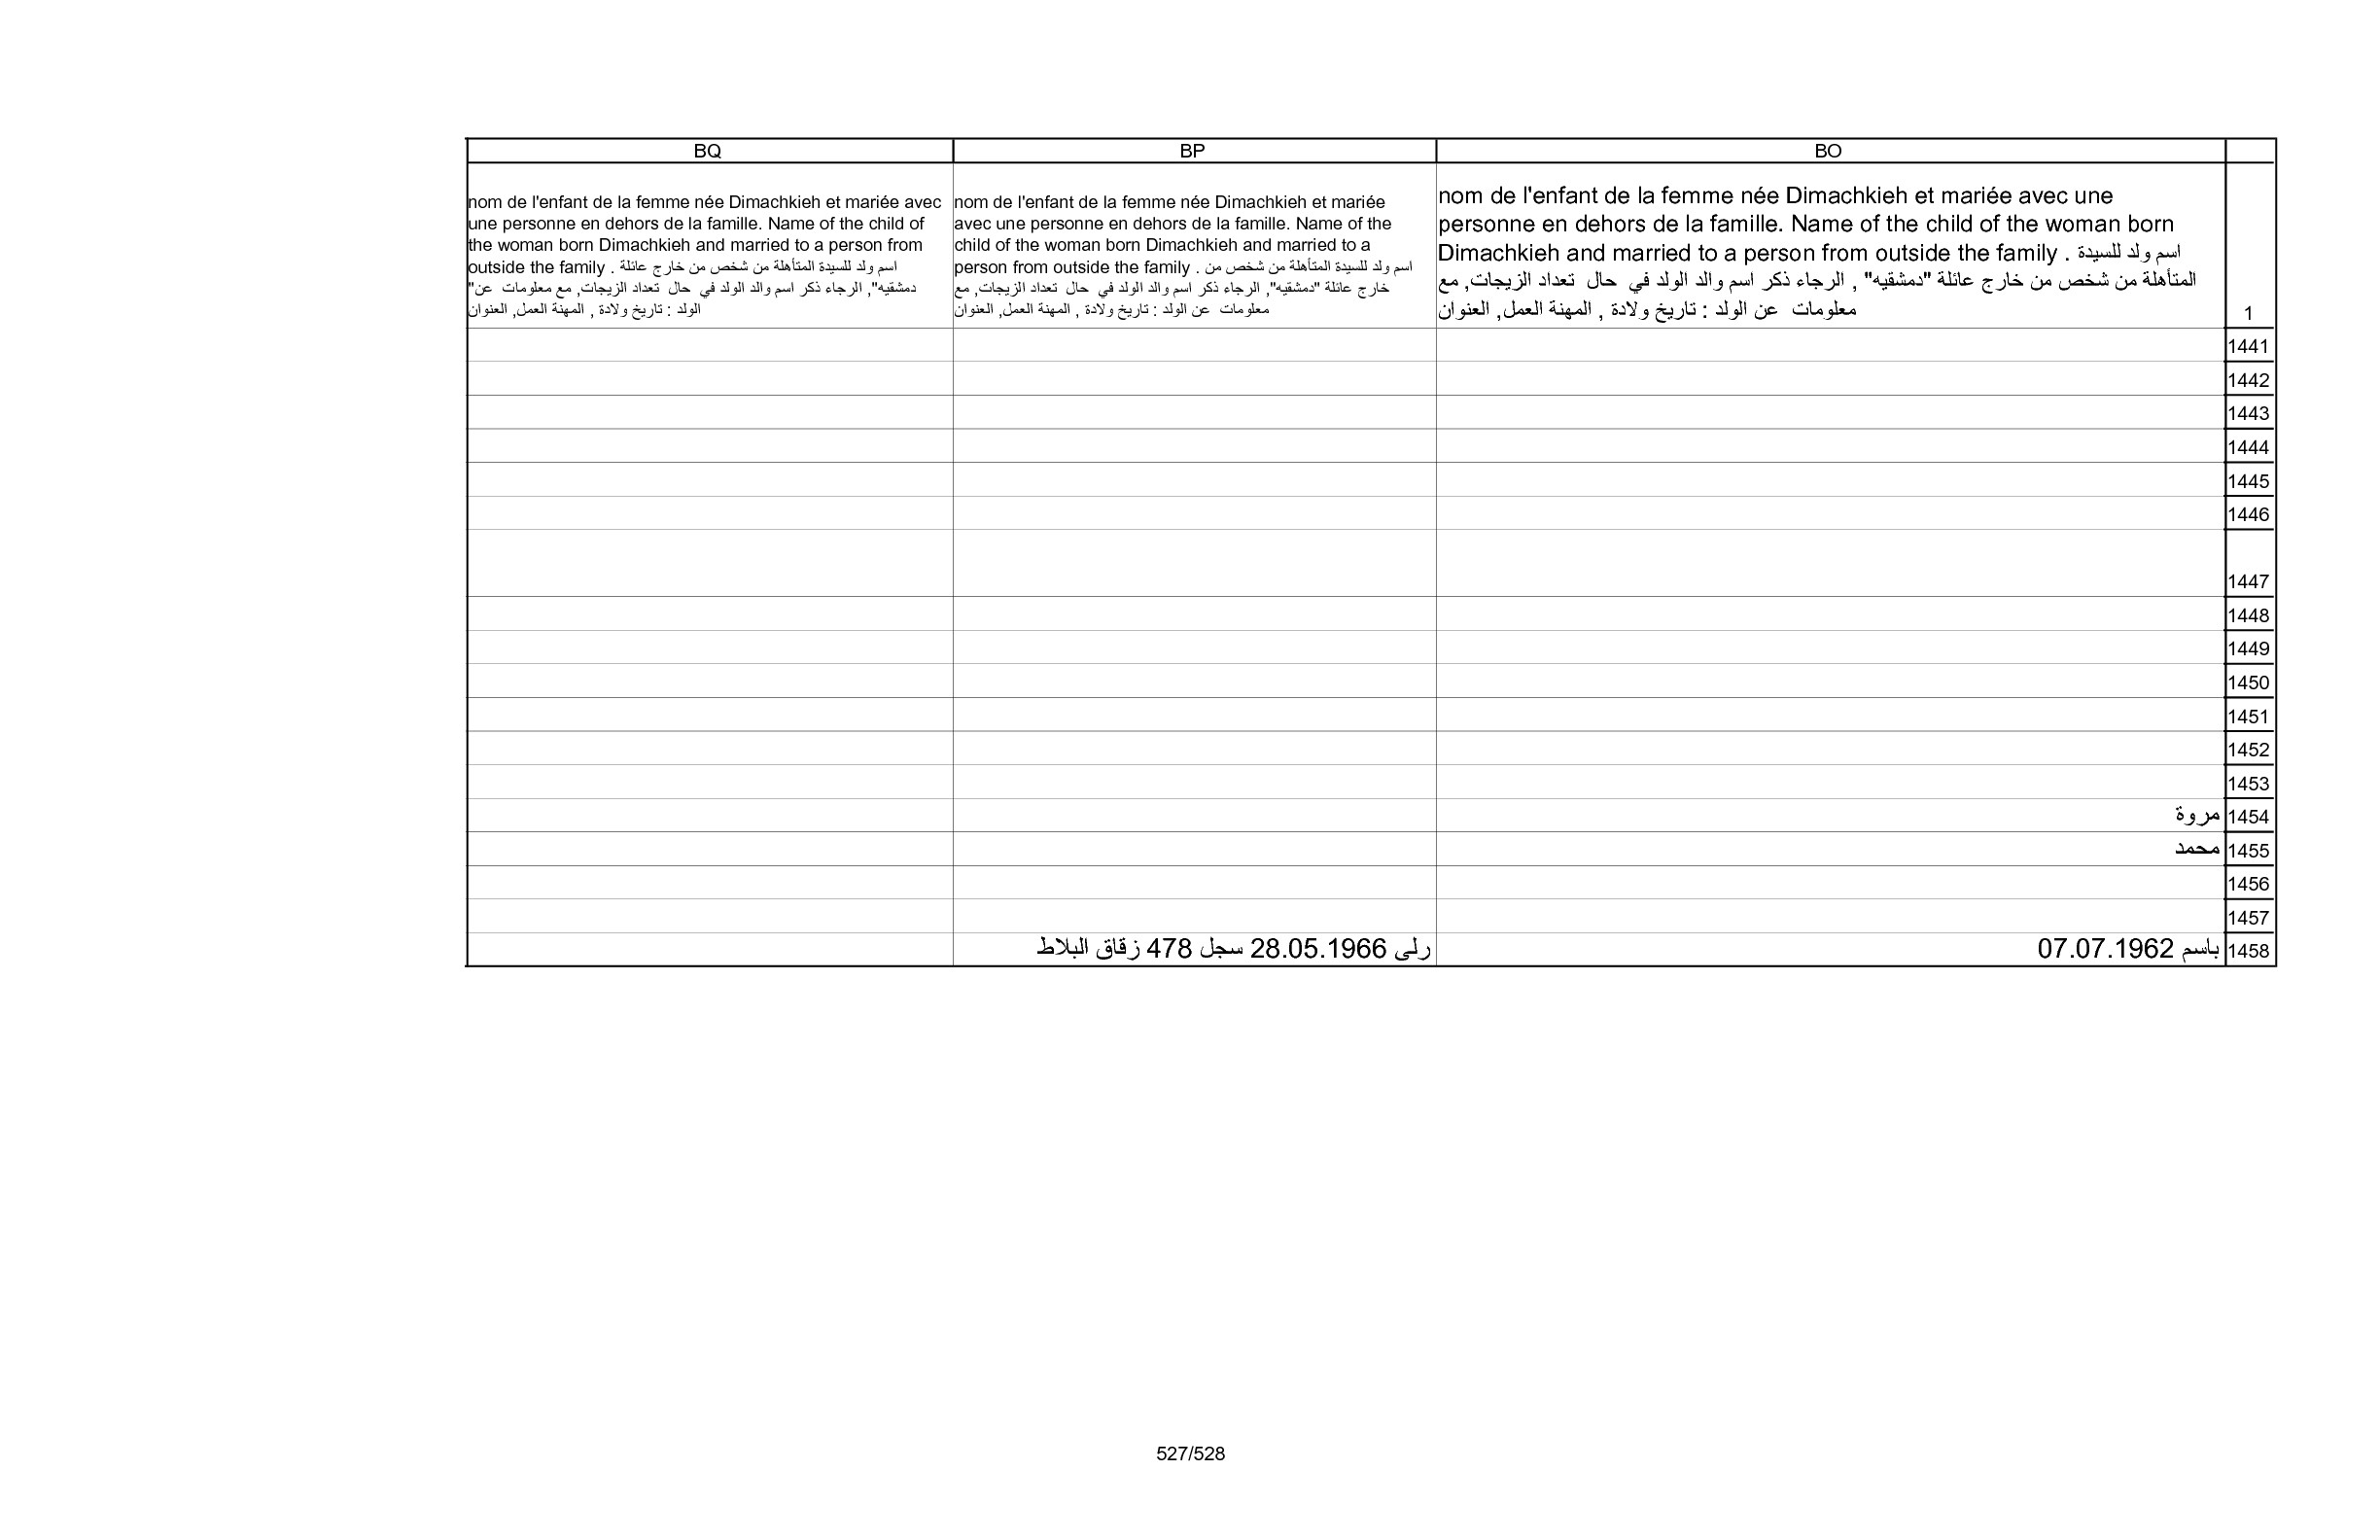 BO BP BQ
1
nom de l'enfant de la femme née Dimachkieh et mariée avec une
personne en dehors de la famille. Name of the child of the woman born
Dimachkieh and married to a person from outside the family . اسم ولد للسيدة
المتأهلة من شخص من خارج عائلة "دمشقيه" , الرجاء ذكر اسم والد الولد في حال تعداد الزيجات, مع
معلومات عن الولد : تاريخ ولادة , المهنة العمل, العنوان
nom de l'enfant de la femme née Dimachkieh et mariée
avec une personne en dehors de la famille. Name of the
child of the woman born Dimachkieh and married to a
person from outside the family . اسم ولد للسيدة المتأهلة من شخص من
خارج عائلة "دمشقيه", الرجاء ذكر اسم والد الولد في حال تعداد الزيجات, مع
معلومات عن الولد : تاريخ ولادة , المهنة العمل, العنوان
nom de l'enfant de la femme née Dimachkieh et mariée avec
une personne en dehors de la famille. Name of the child of
the woman born Dimachkieh and married to a person from
outside the family . اسم ولد للسيدة المتأهلة من شخص من خارج عائلة
"دمشقيه", الرجاء ذكر اسم والد الولد في حال تعداد الزيجات, مع معلومات عن
الولد : تاريخ ولادة , المهنة العمل, العنوان
1441
1442
1443
1444
1445
1446
1447
1448
1449
1450
1451
1452
1453
1454 مروة
1455 محمد
1456
1457
1458 باسم 07.07.1962 رلى 28.05.1966 سجل 478 زقاق البلاط
527/528